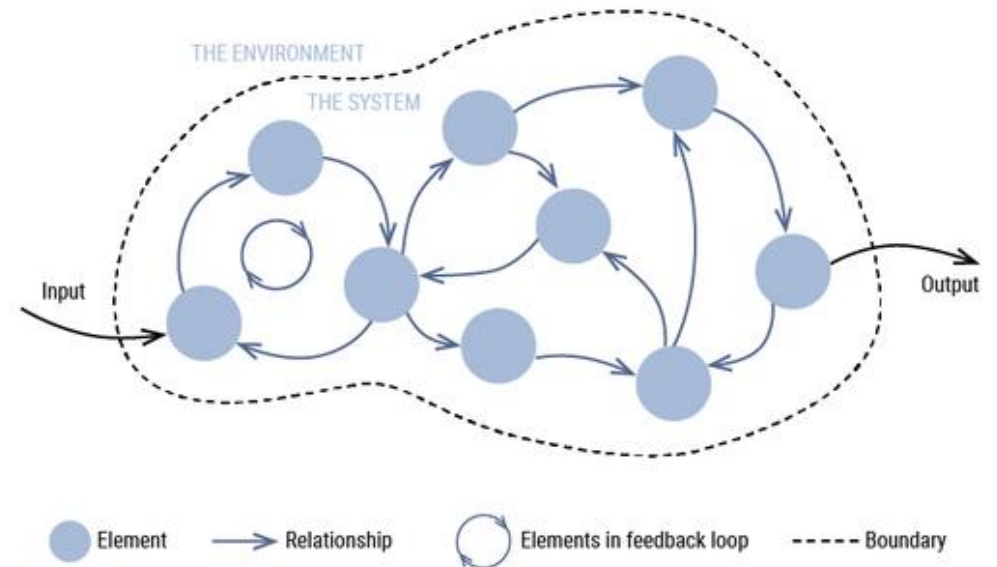 THE ENVIRONMENT
THE SYSTEM
Input
Output
Element
Relationship
Elements in feedback loop
Boundary